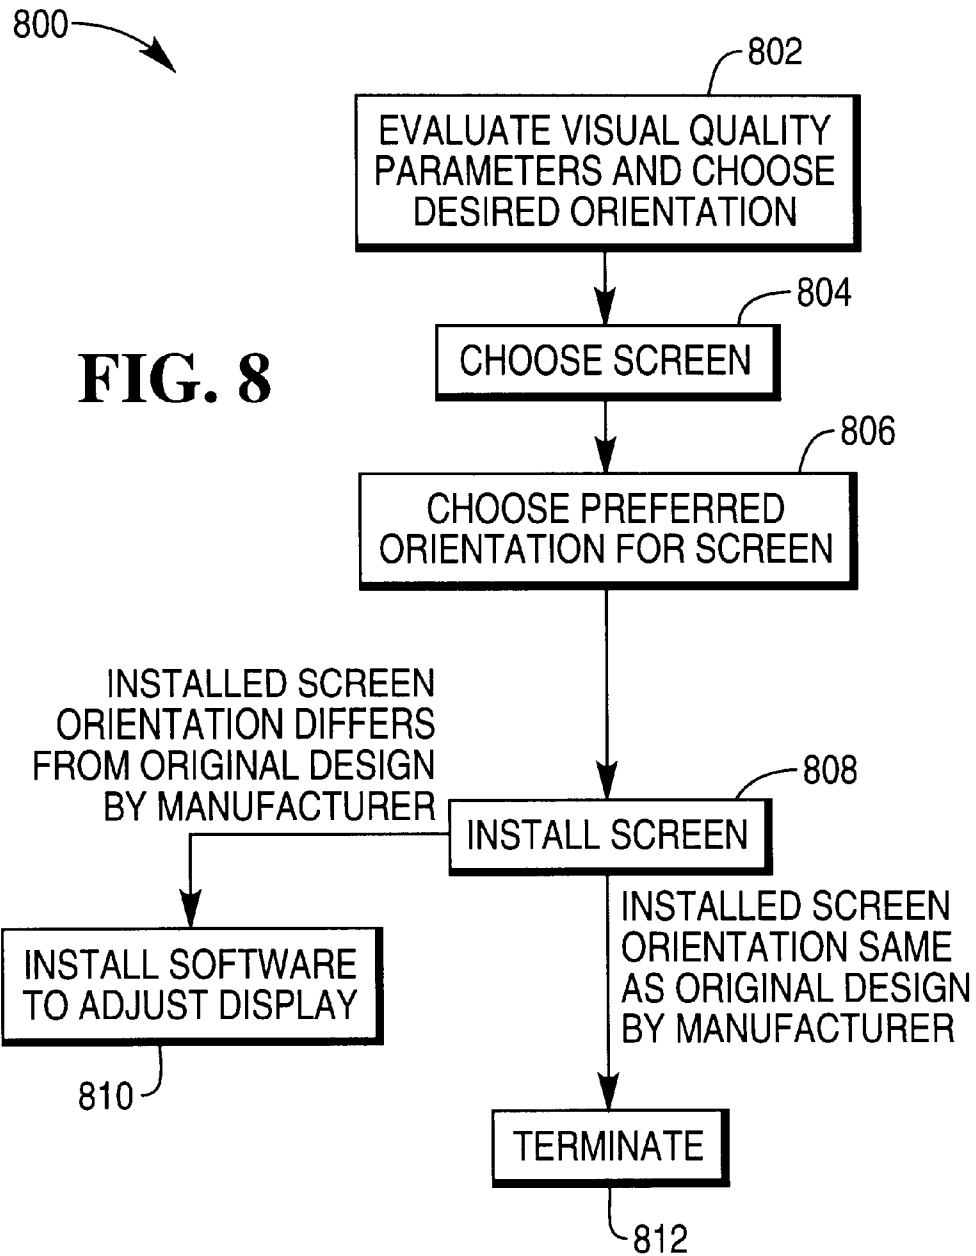 800
802
EVALUATE VISUAL QUALITY
PARAMETERS AND CHOOSE
DESIRED ORIENTATION
804
CHOOSE SCREEN
FIG. 8
806
CHOOSE PREFERRED
ORIENTATION FOR SCREEN
INSTALLED SCREEN
ORIENTATION DIFFERS
FROM ORIGINAL DESIGN
BY MANUFACTURER
808
INSTALL SCREEN
INSTALLED SCREEN
ORIENTATION SAME
AS ORIGINAL DESIGN
BY MANUFACTURER
INSTALL SOFTWARE
TO ADJUST DISPLAY
810
TERMINATE
812